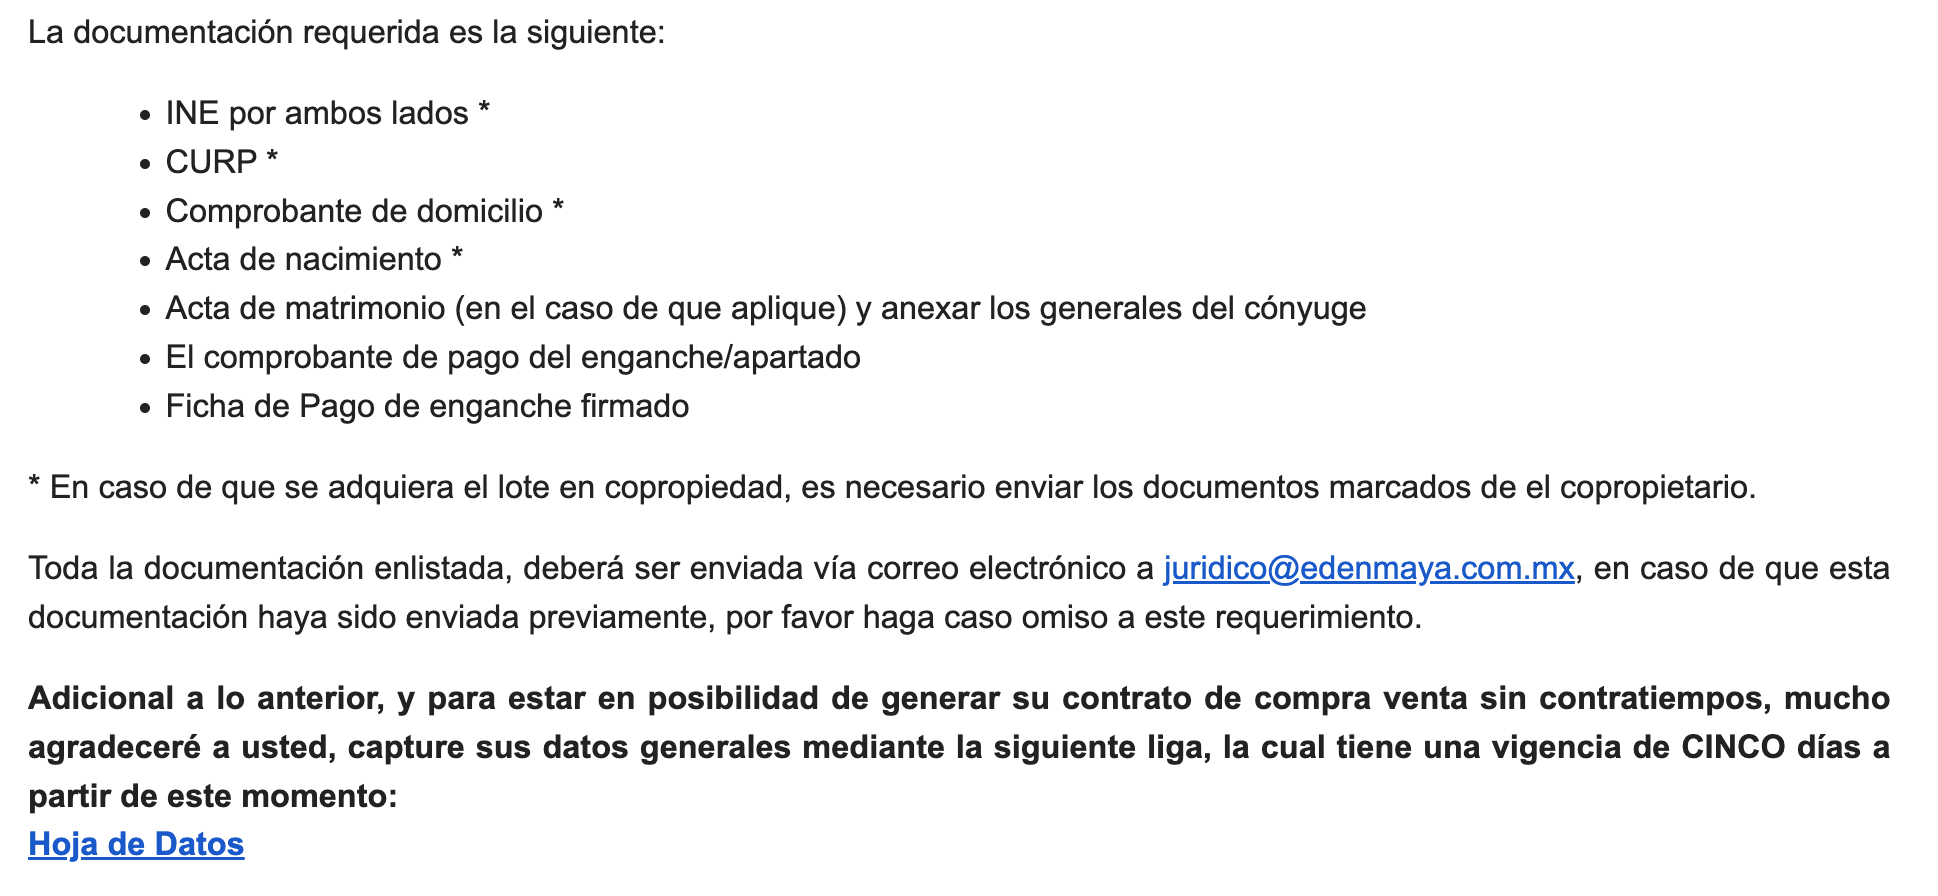 La documentación requerida es la siguiente:
• INE por ambos lados *
• CURP *
• Comprobante de domicilio *
• Acta de nacimiento *
• Acta de matrimonio (en el caso de que aplique) y anexar los generales del cónyuge
• El comprobante de pago del enganche/apartado
• Ficha de Pago de enganche firmado
* En caso de que se adquiera el lote en copropiedad, es necesario enviar los documentos marcados de el copropietario.
Toda la documentación enlistada, deberá ser enviada vía correo electrónico a juridico@edenmaya.com.mx, en caso de que esta
documentación haya sido enviada previamente, por favor haga caso omiso a este requerimiento.
Adicional a lo anterior, y para estar en posibilidad de generar su contrato de compra venta sin contratiempos, mucho
agradeceré a usted, capture sus datos generales mediante la siguiente liga, la cual tiene una vigencia de CINCO días a
partir de este momento:
Hoja de Datos